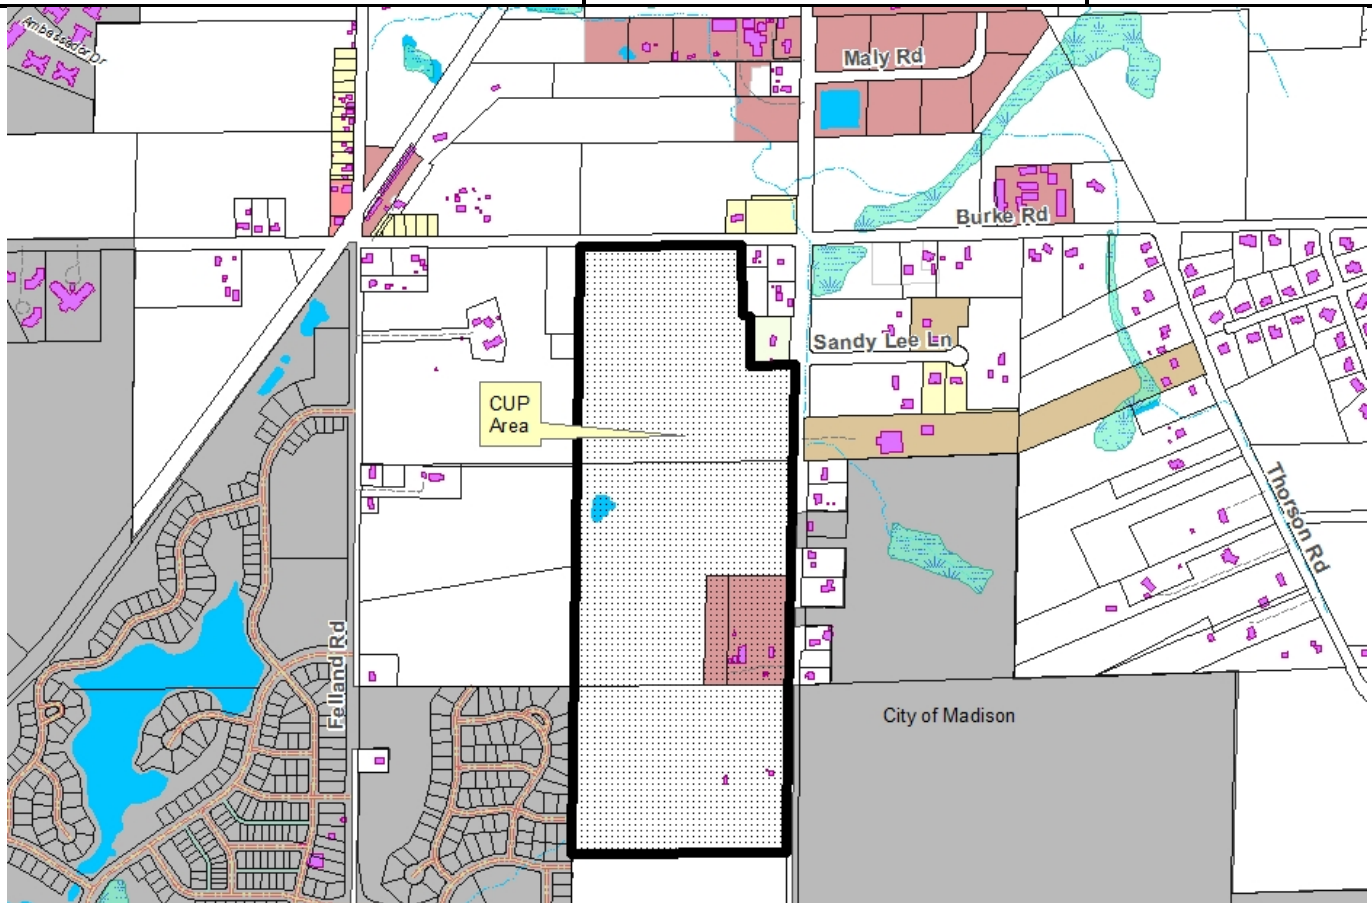 Ambassador Dr
Maly Rd
Burke Rd
Sandy Lee Ln
CUP
Area
Thorson Rd
Felland Rd
City of Madison